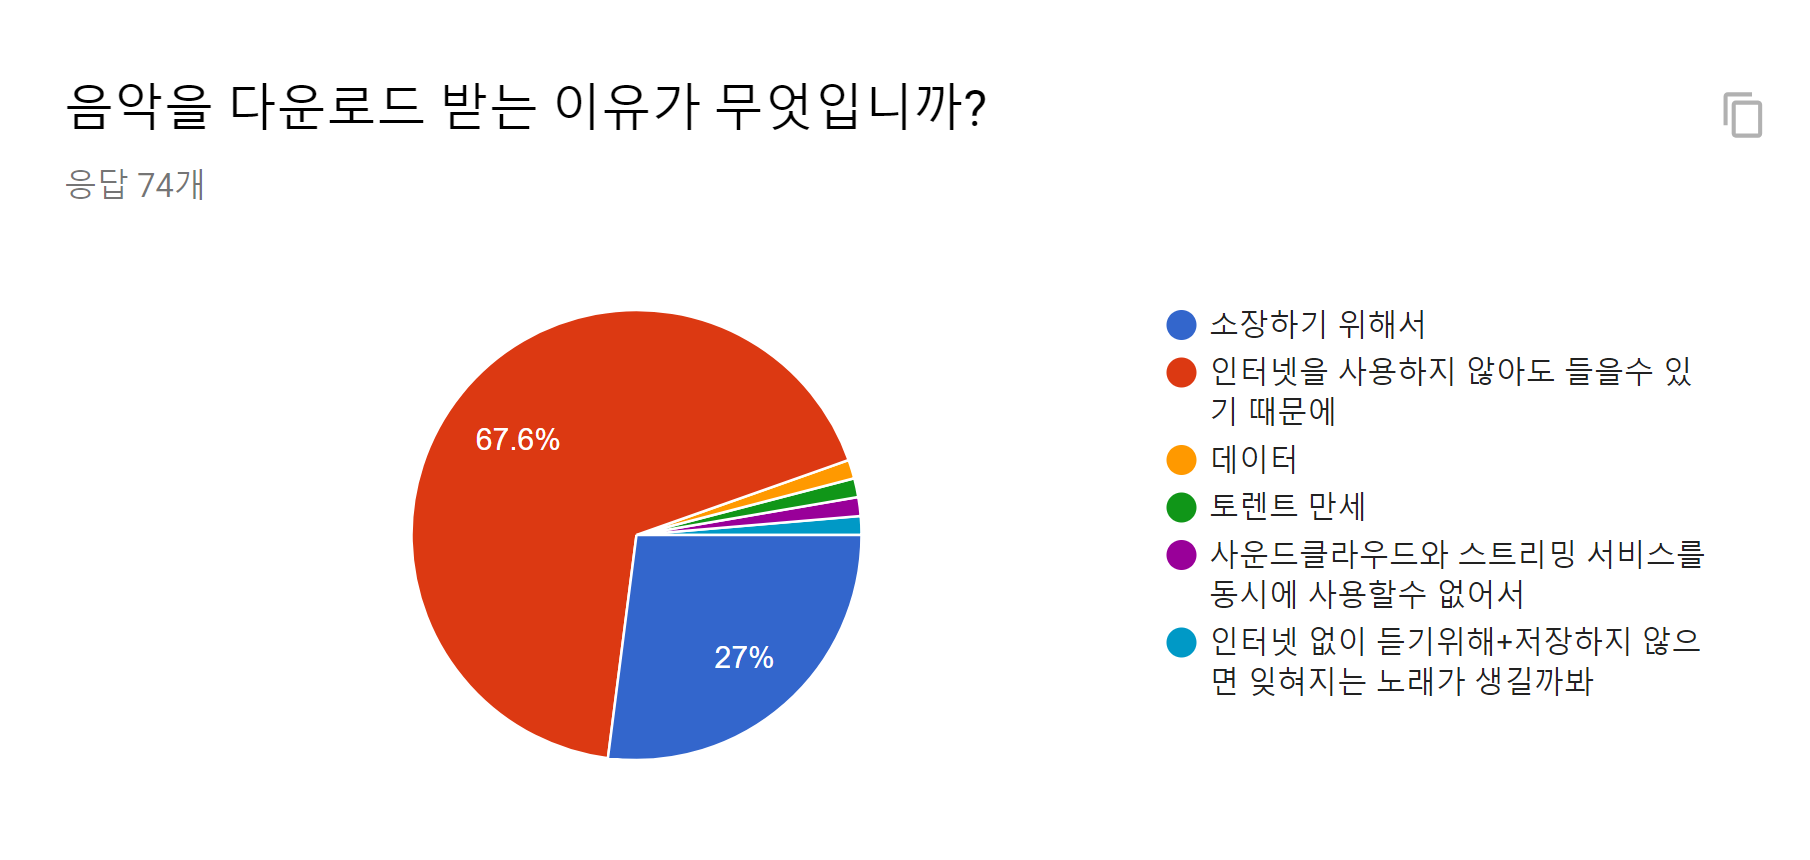 음악을 다운로드 받는 이유가 무엇입니까?
응답 74개
67.6%
27%
소장하기 위해서
인터넷을 사용하지 않아도 들을수 있
기 때문에
데이터
토렌트 만세
사운드클라우드와 스트리밍 서비스를
동시에 사용할수 없어서
인터넷 없이 듣기위해+저장하지 않으
면 잊혀지는 노래가 생길까봐